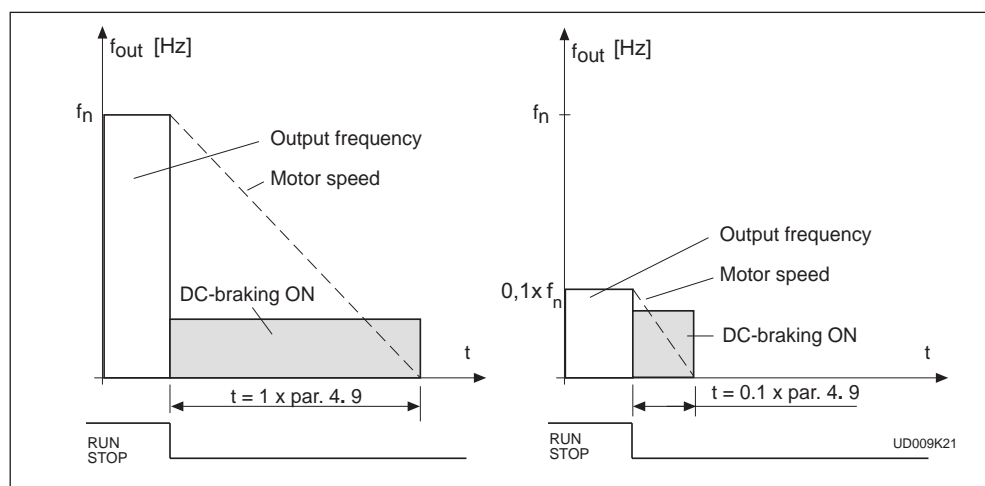 fout [Hz]
fn
Output frequency
Motor speed
DC-braking ON
t
t = 1 x par. 4. 9
RUN
STOP
fout [Hz]
fn
Output frequency
Motor speed
0,1x fn
DC-braking ON
t
t = 0.1 x par. 4. 9
RUN
STOP
UD009K21